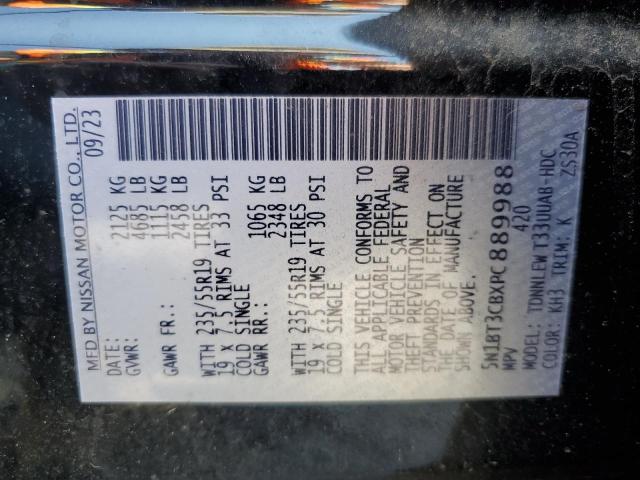 MFD BY NISSAN MOTOR CO., LTD.
DATE: 09/23
GVWR: 2125 KG
4685 LB
GAWR FR.: 1115 KG
2458 LB
WITH 235/55R19 TIRES
19 X 7.5 RIMS AT 33 PSI
COLD SINGLE
GAWR RR.: 1065 KG
2348 LB
WITH 235/55R19 TIRES
19 X 7.5 RIMS AT 30 PSI
COLD SINGLE
THIS VEHICLE CONFORMS TO
ALL APPLICABLE FEDERAL
MOTOR VEHICLE SAFETY AND
THEFT PREVENTION
STANDARDS IN EFFECT ON
THE DATE OF MANUFACTURE
SHOWN ABOVE.
5N1BT3CBXPC889988
MPV 420
MODEL: TDNNLEWT33UUAB-HDC
COLOR: KH3 TRIM: K ZS30A